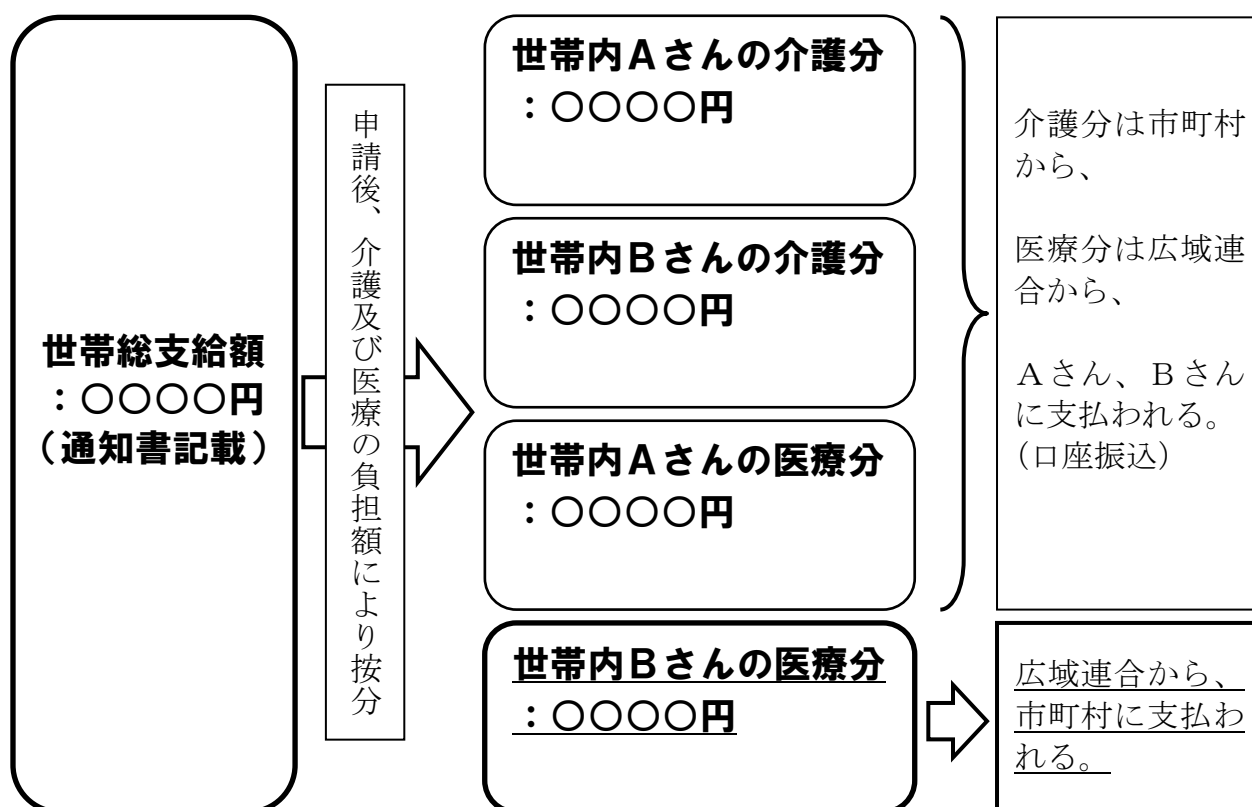 世帯総支給額
：〇〇〇〇円
（通知書記載）
申請後、介護及び医療の負担額により按分
世帯内Ａさんの介護分
：〇〇〇〇円
世帯内Ｂさんの介護分
：〇〇〇〇円
世帯内Ａさんの医療分
：〇〇〇〇円
世帯内Ｂさんの医療分
：〇〇〇〇円
介護分は市町村
から、
医療分は広域連
合から、
Ａさん、Ｂさん
に支払われる。
（口座振込）
広域連合から、
市町村に支払わ
れる。